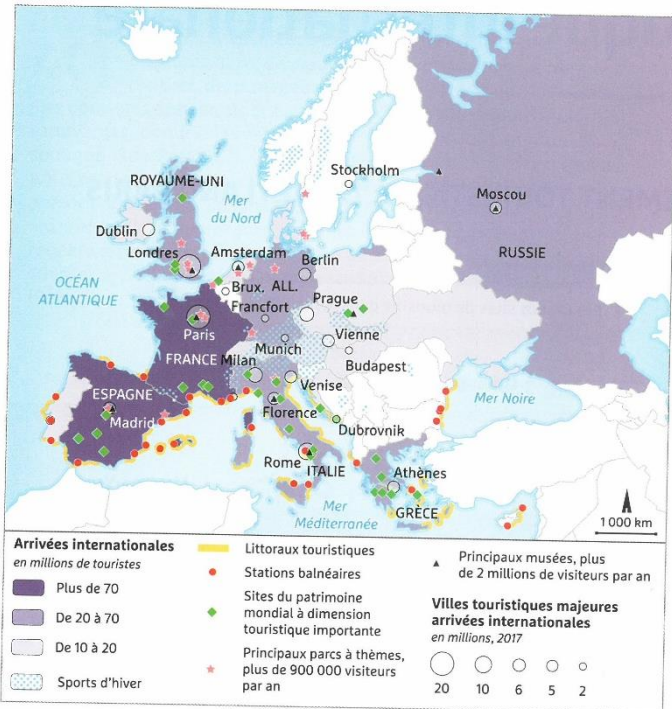 Stockholm
Moscou
RUSSIE
ROYAUME-UNI
Mer
du Nord
Dublin
Londres
Amsterdam
Berlin
OCÉAN
ATLANTIQUE
Brux.
ALL.
Francfort
Prague
Paris
FRANCE
Munich
Vienne
Milan
Budapest
ESPAGNE
Madrid
Venise
Florence
Mer Noire
Dubrovnik
Rome
ITALIE
Athènes
Mer
Méditerranée
GRÈCE
1 000 km
Arrivées internationales
en millions de touristes
Plus de 70
De 20 à 70
De 10 à 20
Sports d'hiver
Littoraux touristiques
Stations balnéaires
Sites du patrimoine
mondial à dimension
touristique importante
Principaux parcs à thèmes,
plus de 900 000 visiteurs
par an
Principaux musées, plus
de 2 millions de visiteurs par an
Villes touristiques majeures
arrivées internationales
en millions, 2017
20 10 6 5 2